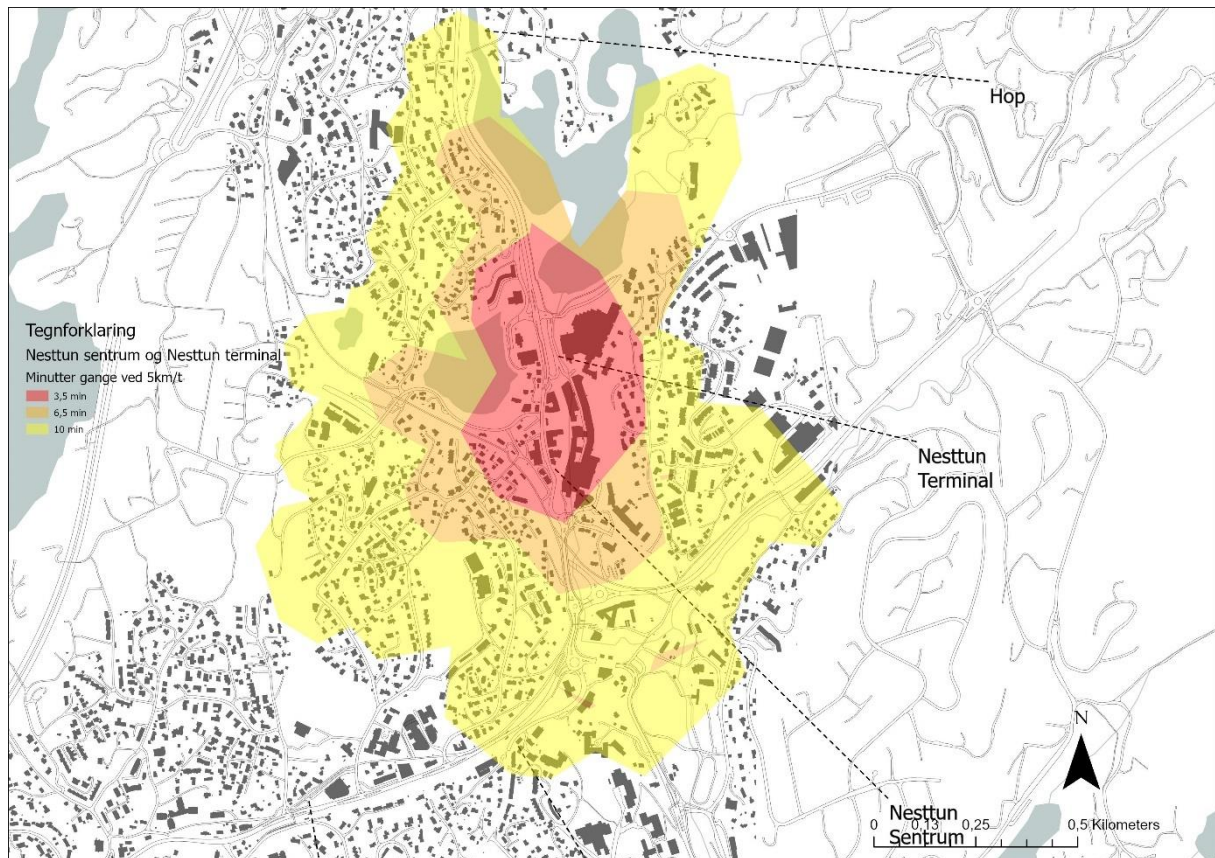 Hop
Tegnforklaring
Nesttun sentrum og Nesttun terminal
Minutter gange ved 5km/t
3,5 min
6,5 min
10 min
Nesttun
Terminal
N
Nesttun
Sentrum
0 0,13 0,25 0,5 Kilometers